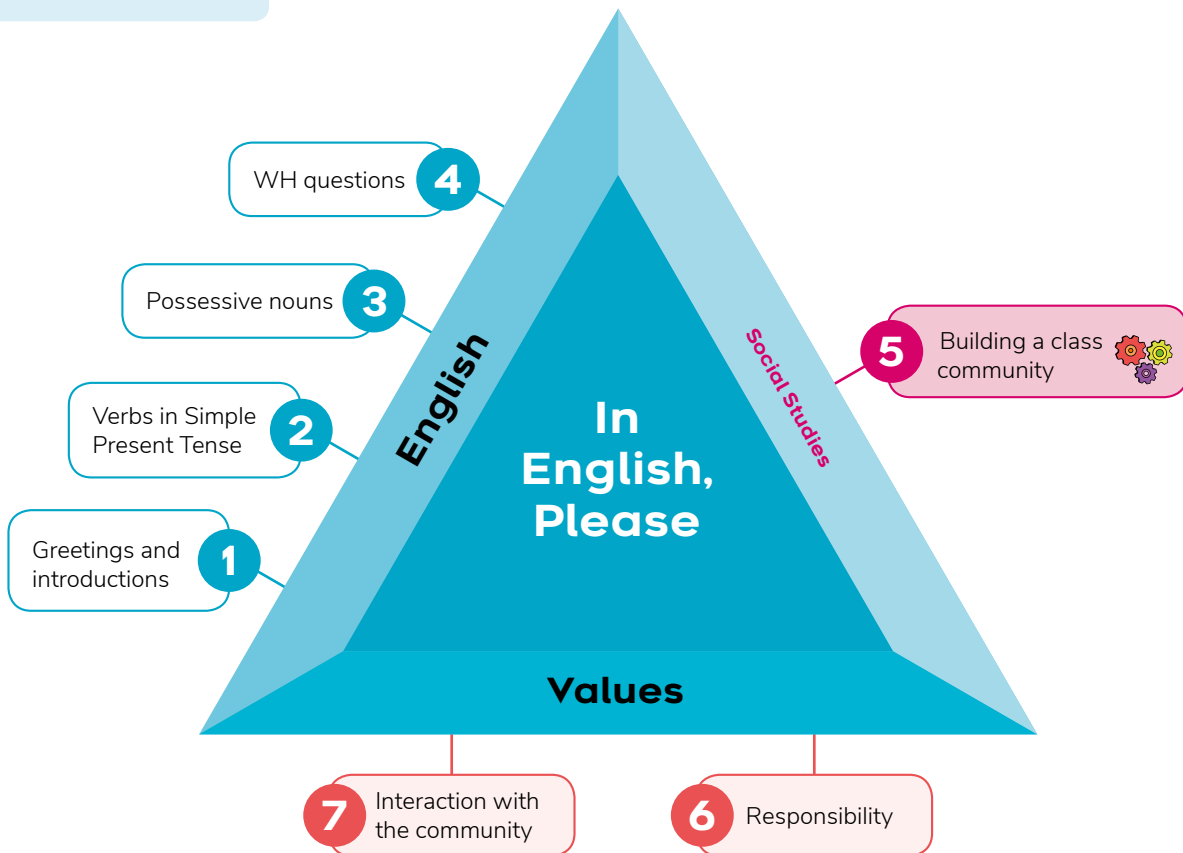 4
WH questions
3
Possessive nouns
2
Verbs in Simple
Present Tense
1
Greetings and
introductions
English
In
English,
Please
Social Studies
5
Building a class
community
Values
7
Interaction with
the community
6
Responsibility